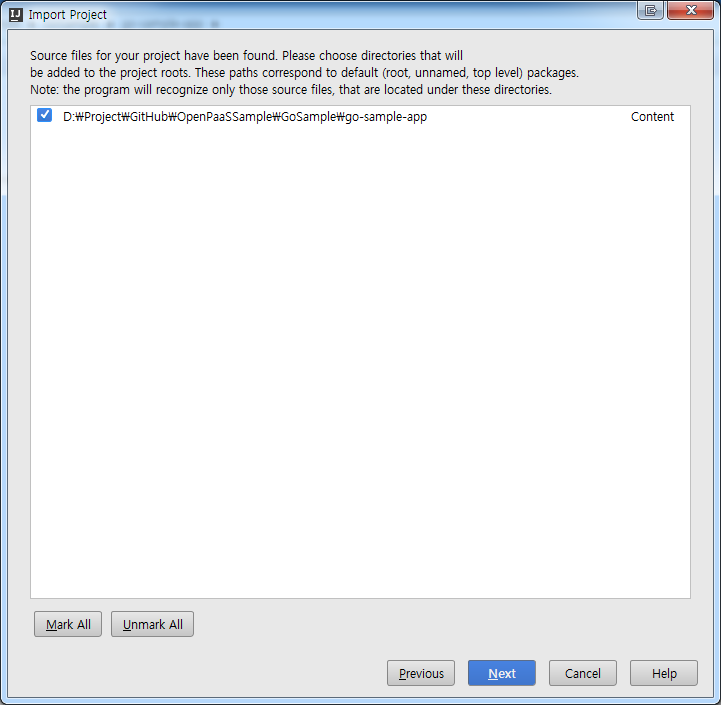 IJ Import Project
Source files for your project have been found. Please choose directories that will
be added to the project roots. These paths correspond to default (root, unnamed, top level) packages.
Note: the program will recognize only those source files, that are located under these directories.
D:₩Project₩GitHub₩OpenPaaSSample₩GoSample₩go-sample-app Content
Mark All Unmark All
Previous Next Cancel Help